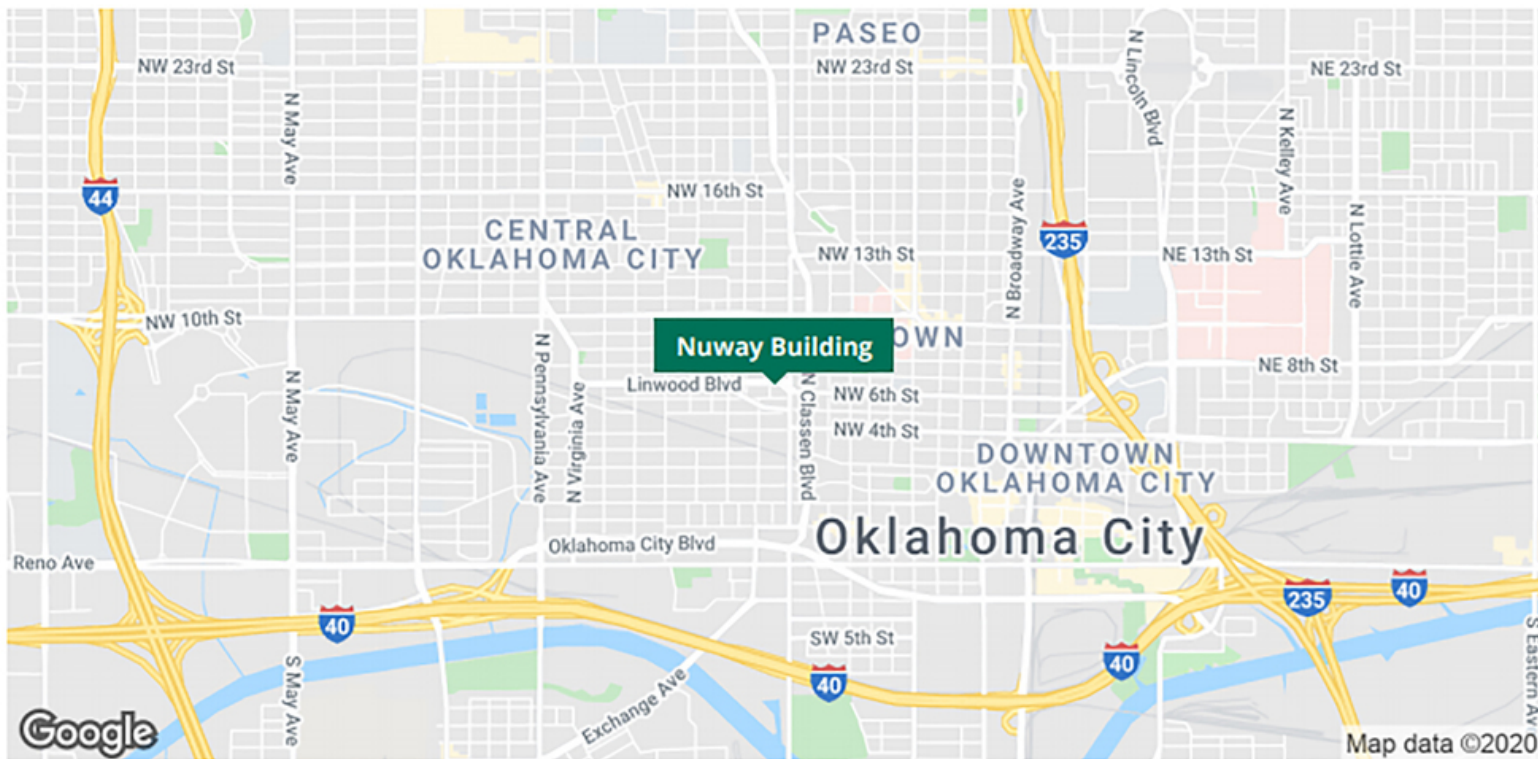 PASEO
NW 23rd St
NW 23rd St
N Lincoln Blvd
NE 23rd St
N May Ave
N Kelley Ave
44
NW 16th St
N Broadway Ave
CENTRAL
OKLAHOMA CITY
235
NW 13th St
NE 13th St
N Lottie Ave
NW 10th St
Nuway Building
OWN
N Pennsylvania Ave
N Virginia Ave
Linwood Blvd
N Classen Blvd
NW 6th St
NE 8th St
N May Ave
NW 4th St
DOWNTOWN
OKLAHOMA CITY
Oklahoma City Blvd
Oklahoma City
Reno Ave
40
235
40
SW 5th St
S May Ave
40
40
Exchange Ave
S Eastern Av
Google
Map data ©2020